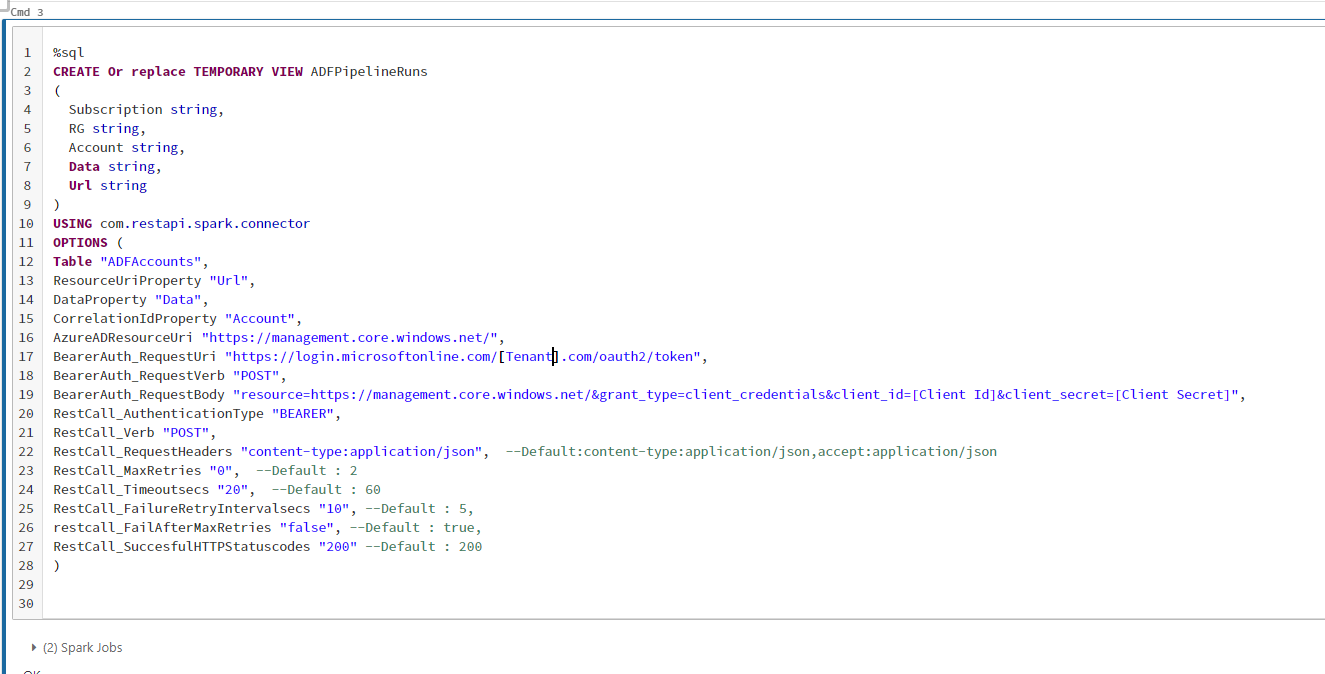 Cmd 3
1 %sql
2 CREATE Or replace TEMPORARY VIEW ADFPipelineRuns
3 (
4 Subscription string,
5 RG string,
6 Account string,
7 Data string,
8 Url string
9 )
10 USING com.restapi.spark.connector
11 OPTIONS (
12 Table "ADFAccounts",
13 ResourceUriProperty "Url",
14 DataProperty "Data",
15 CorrelationIdProperty "Account",
16 AzureADResourceUri "https://management.core.windows.net/",
17 BearerAuth_RequestUri "https://login.microsoftonline.com/[Tenant].com/oauth2/token",
18 BearerAuth_RequestVerb "POST",
19 BearerAuth_RequestBody "resource=https://management.core.windows.net/&grant_type=client_credentials&client_id=[Client Id]&client_secret=[Client Secret]",
20 RestCall_AuthenticationType "BEARER",
21 RestCall_Verb "POST",
22 RestCall_RequestHeaders "content-type:application/json", --Default:content-type:application/json,accept:application/json
23 RestCall_MaxRetries "0", --Default : 2
24 RestCall_Timeoutsecs "20", --Default : 60
25 RestCall_FailureRetryIntervalsecs "10", --Default : 5,
26 restcall_FailAfterMaxRetries "false", --Default : true,
27 RestCall_SuccesfulHTTPStatuscodes "200" --Default : 200
28 )
29
30
(2) Spark Jobs
OK